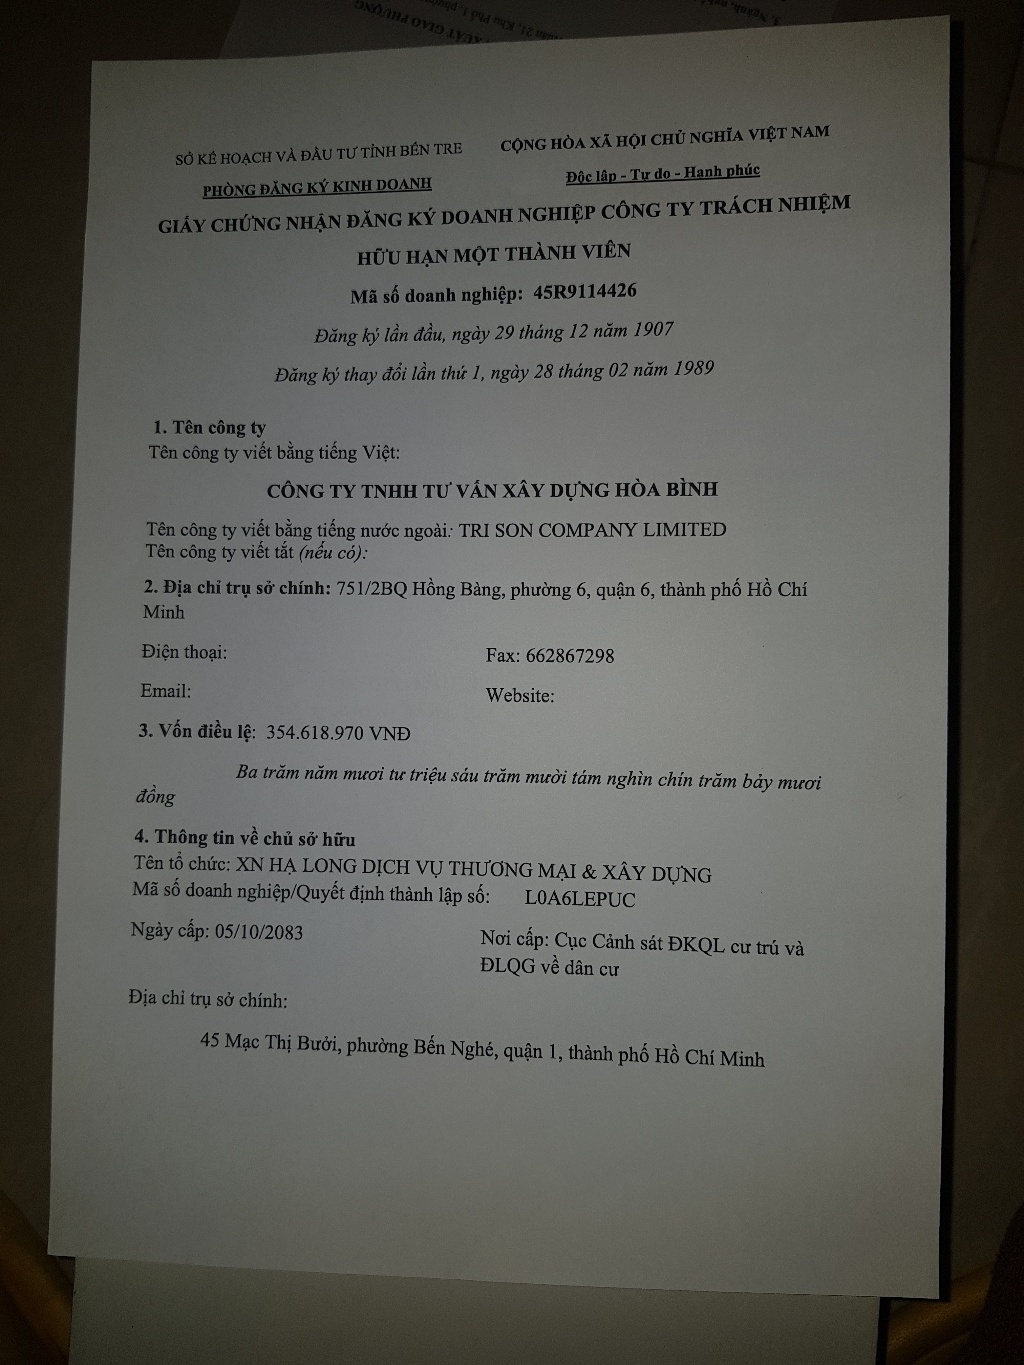 SỞ KẾ HOẠCH VÀ ĐẦU TƯ TỈNH BẾN TRE
CỘNG HÒA XÃ HỘI CHỦ NGHĨA VIỆT NAM
PHÒNG ĐĂNG KÝ KINH DOANH
Độc lập - Tự do - Hạnh phúc
GIẤY CHỨNG NHẬN ĐĂNG KÝ DOANH NGHIỆP CÔNG TY TRÁCH NHIỆM
HỮU HẠN MỘT THÀNH VIÊN
Mã số doanh nghiệp: 45R9114426
Đăng ký lần đầu, ngày 29 tháng 12 năm 1907
Đăng ký thay đổi lần thứ 1, ngày 28 tháng 02 năm 1989
1. Tên công ty
Tên công ty viết bằng tiếng Việt:
CÔNG TY TNHH TƯ VẤN XÂY DỰNG HÒA BÌNH
Tên công ty viết bằng tiếng nước ngoài: TRI SON COMPANY LIMITED
Tên công ty viết tắt (nếu có):
2. Địa chỉ trụ sở chính: 751/2BQ Hồng Bàng, phường 6, quận 6, thành phố Hồ Chí
Minh
Điện thoại:
Fax: 662867298
Email:
Website:
3. Vốn điều lệ: 354.618.970 VNĐ
Ba trăm năm mươi tư triệu sáu trăm mười tám nghìn chín trăm bảy mươi
đồng
4. Thông tin về chủ sở hữu
Tên tổ chức: XN HẠ LONG DỊCH VỤ THƯƠNG MẠI & XÂY DỰNG
Mã số doanh nghiệp/Quyết định thành lập số: L0A6LEPUC
Ngày cấp: 05/10/2083
Nơi cấp: Cục Cảnh sát ĐKQL cư trú và
ĐLQG về dân cư
Địa chỉ trụ sở chính:
45 Mạc Thị Bưởi, phường Bến Nghé, quận 1, thành phố Hồ Chí Minh